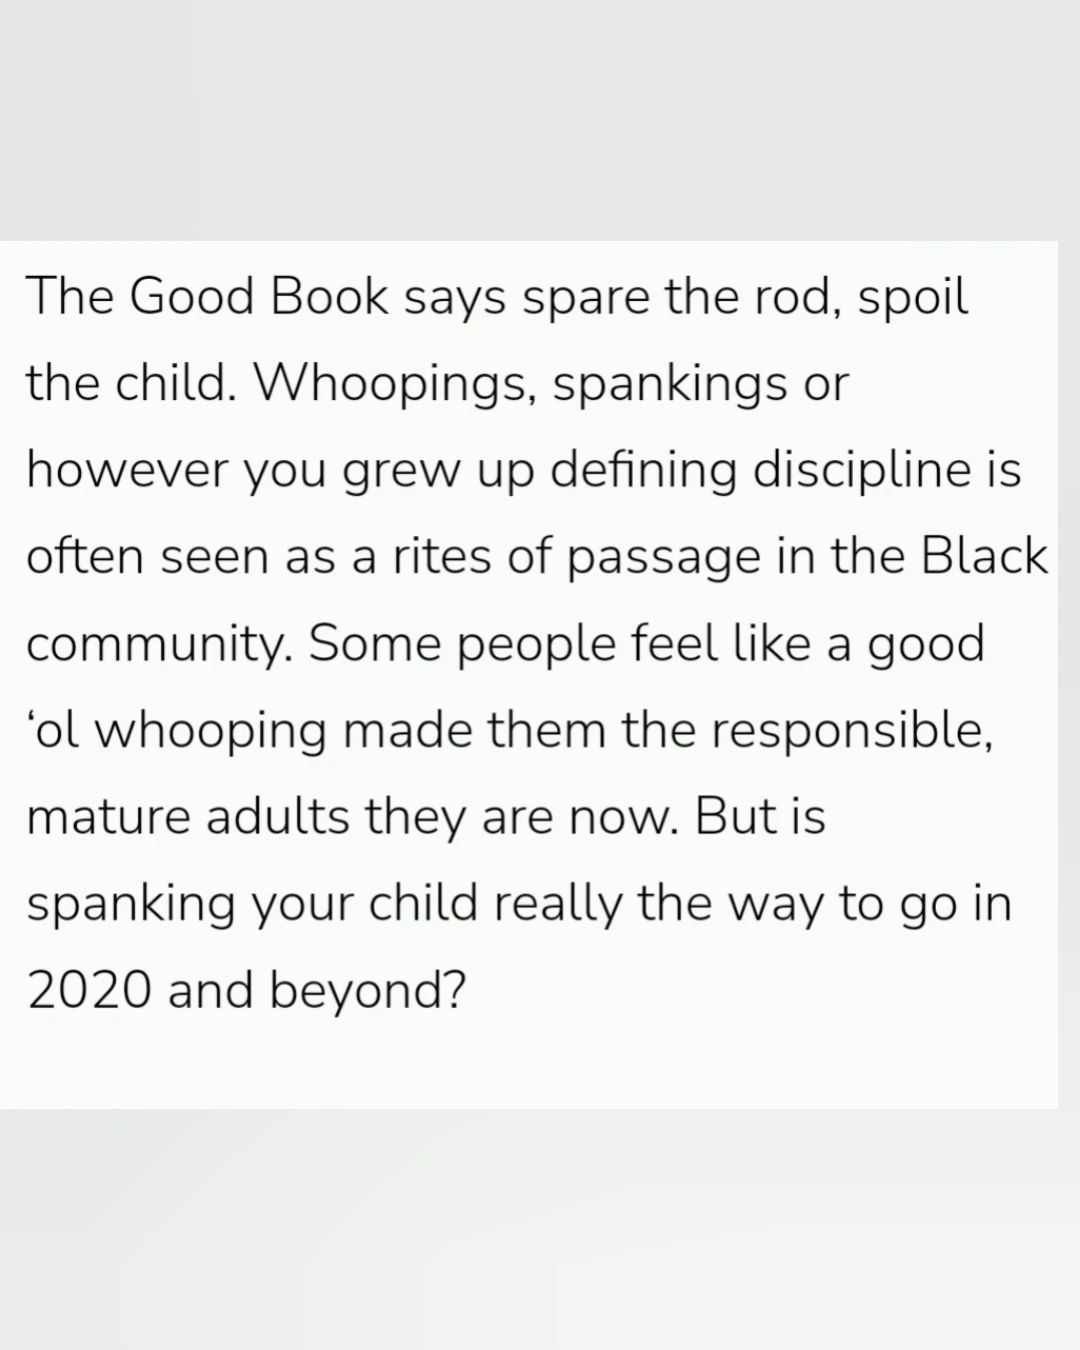 The Good Book says spare the rod, spoil
the child. Whoopings, spankings or
however you grew up defining discipline is
often seen as a rites of passage in the Black
community. Some people feel like a good
‘ol whooping made them the responsible,
mature adults they are now. But is
spanking your child really the way to go in
2020 and beyond?